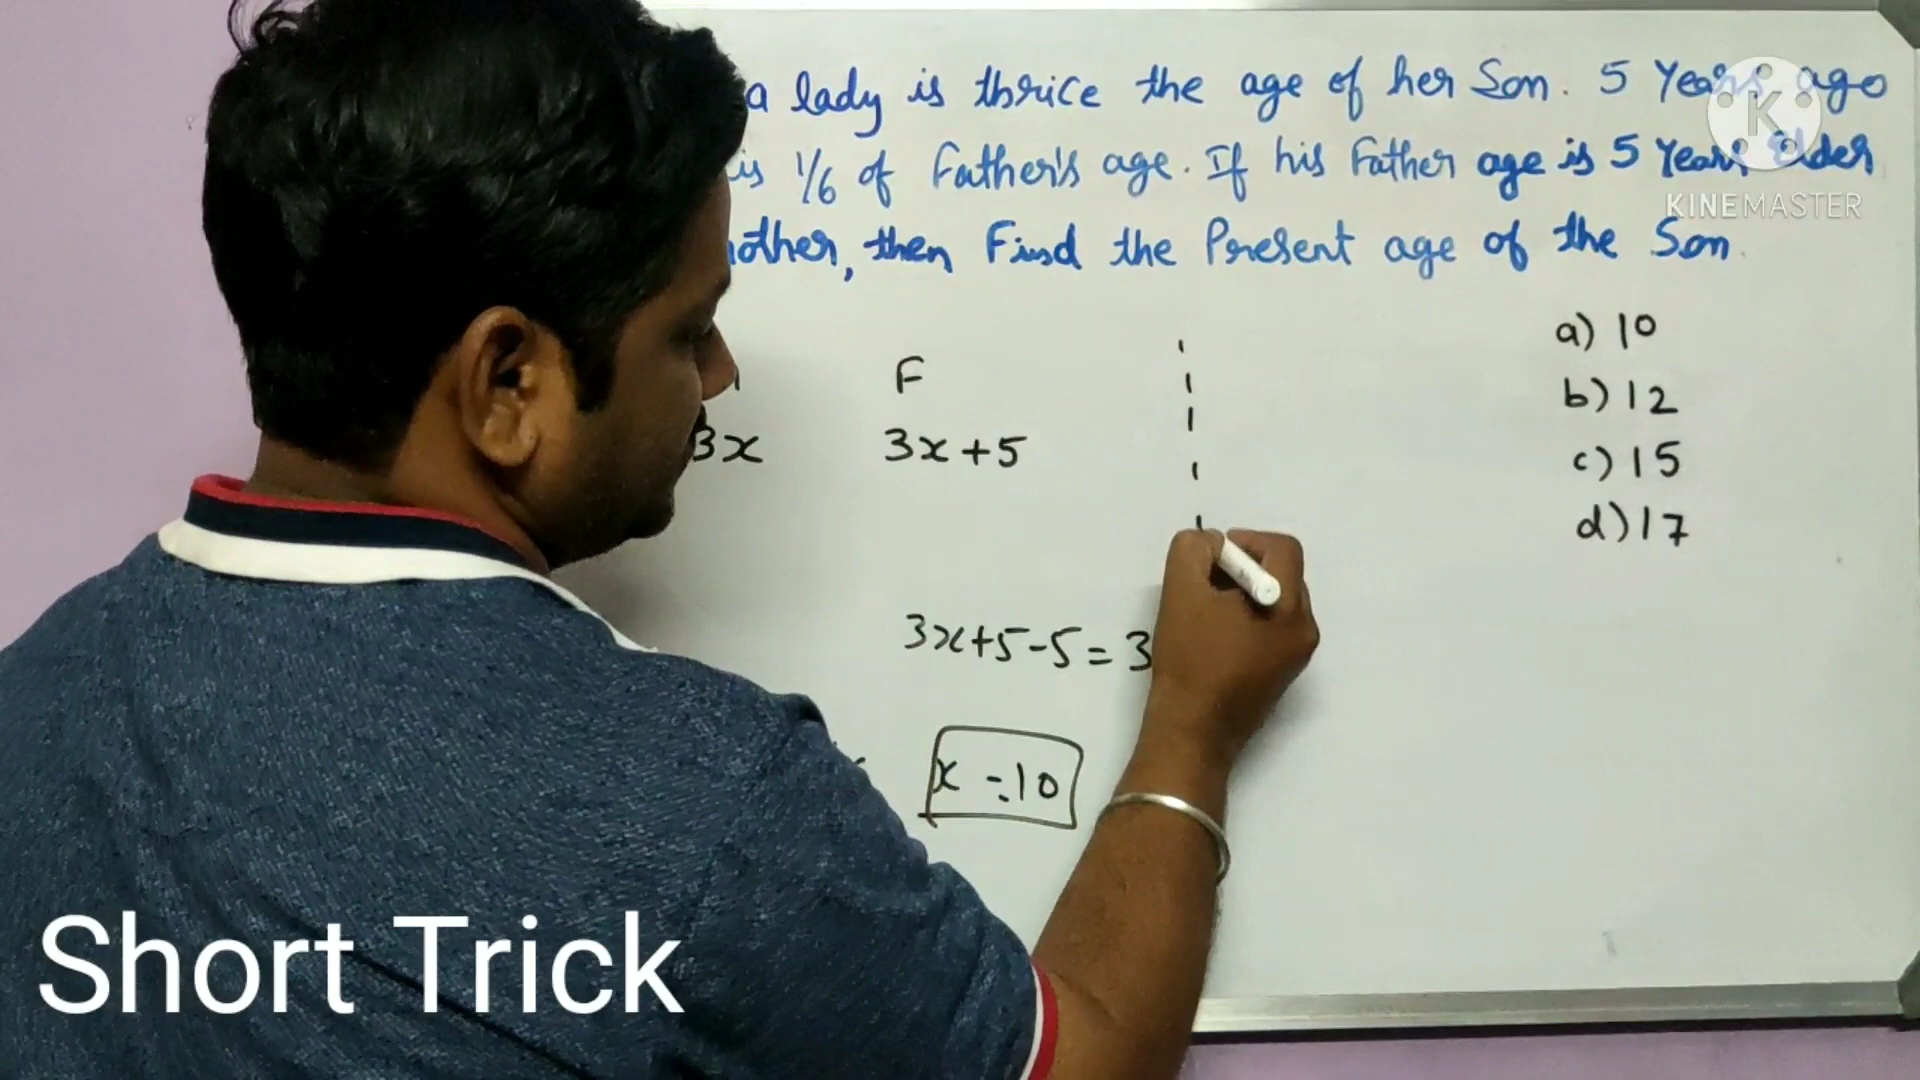 a lady is thrice the age of her Son. 5 Years ago
is 1/6 of Father's age. If his Father age is 5 Years Elder
mother, then Find the Present age of the Son.
KINEMASTER
a) 10
F
b) 12
3x 3x+5
c) 15
d) 17
3x+5-5=3
x = 10
Short Trick